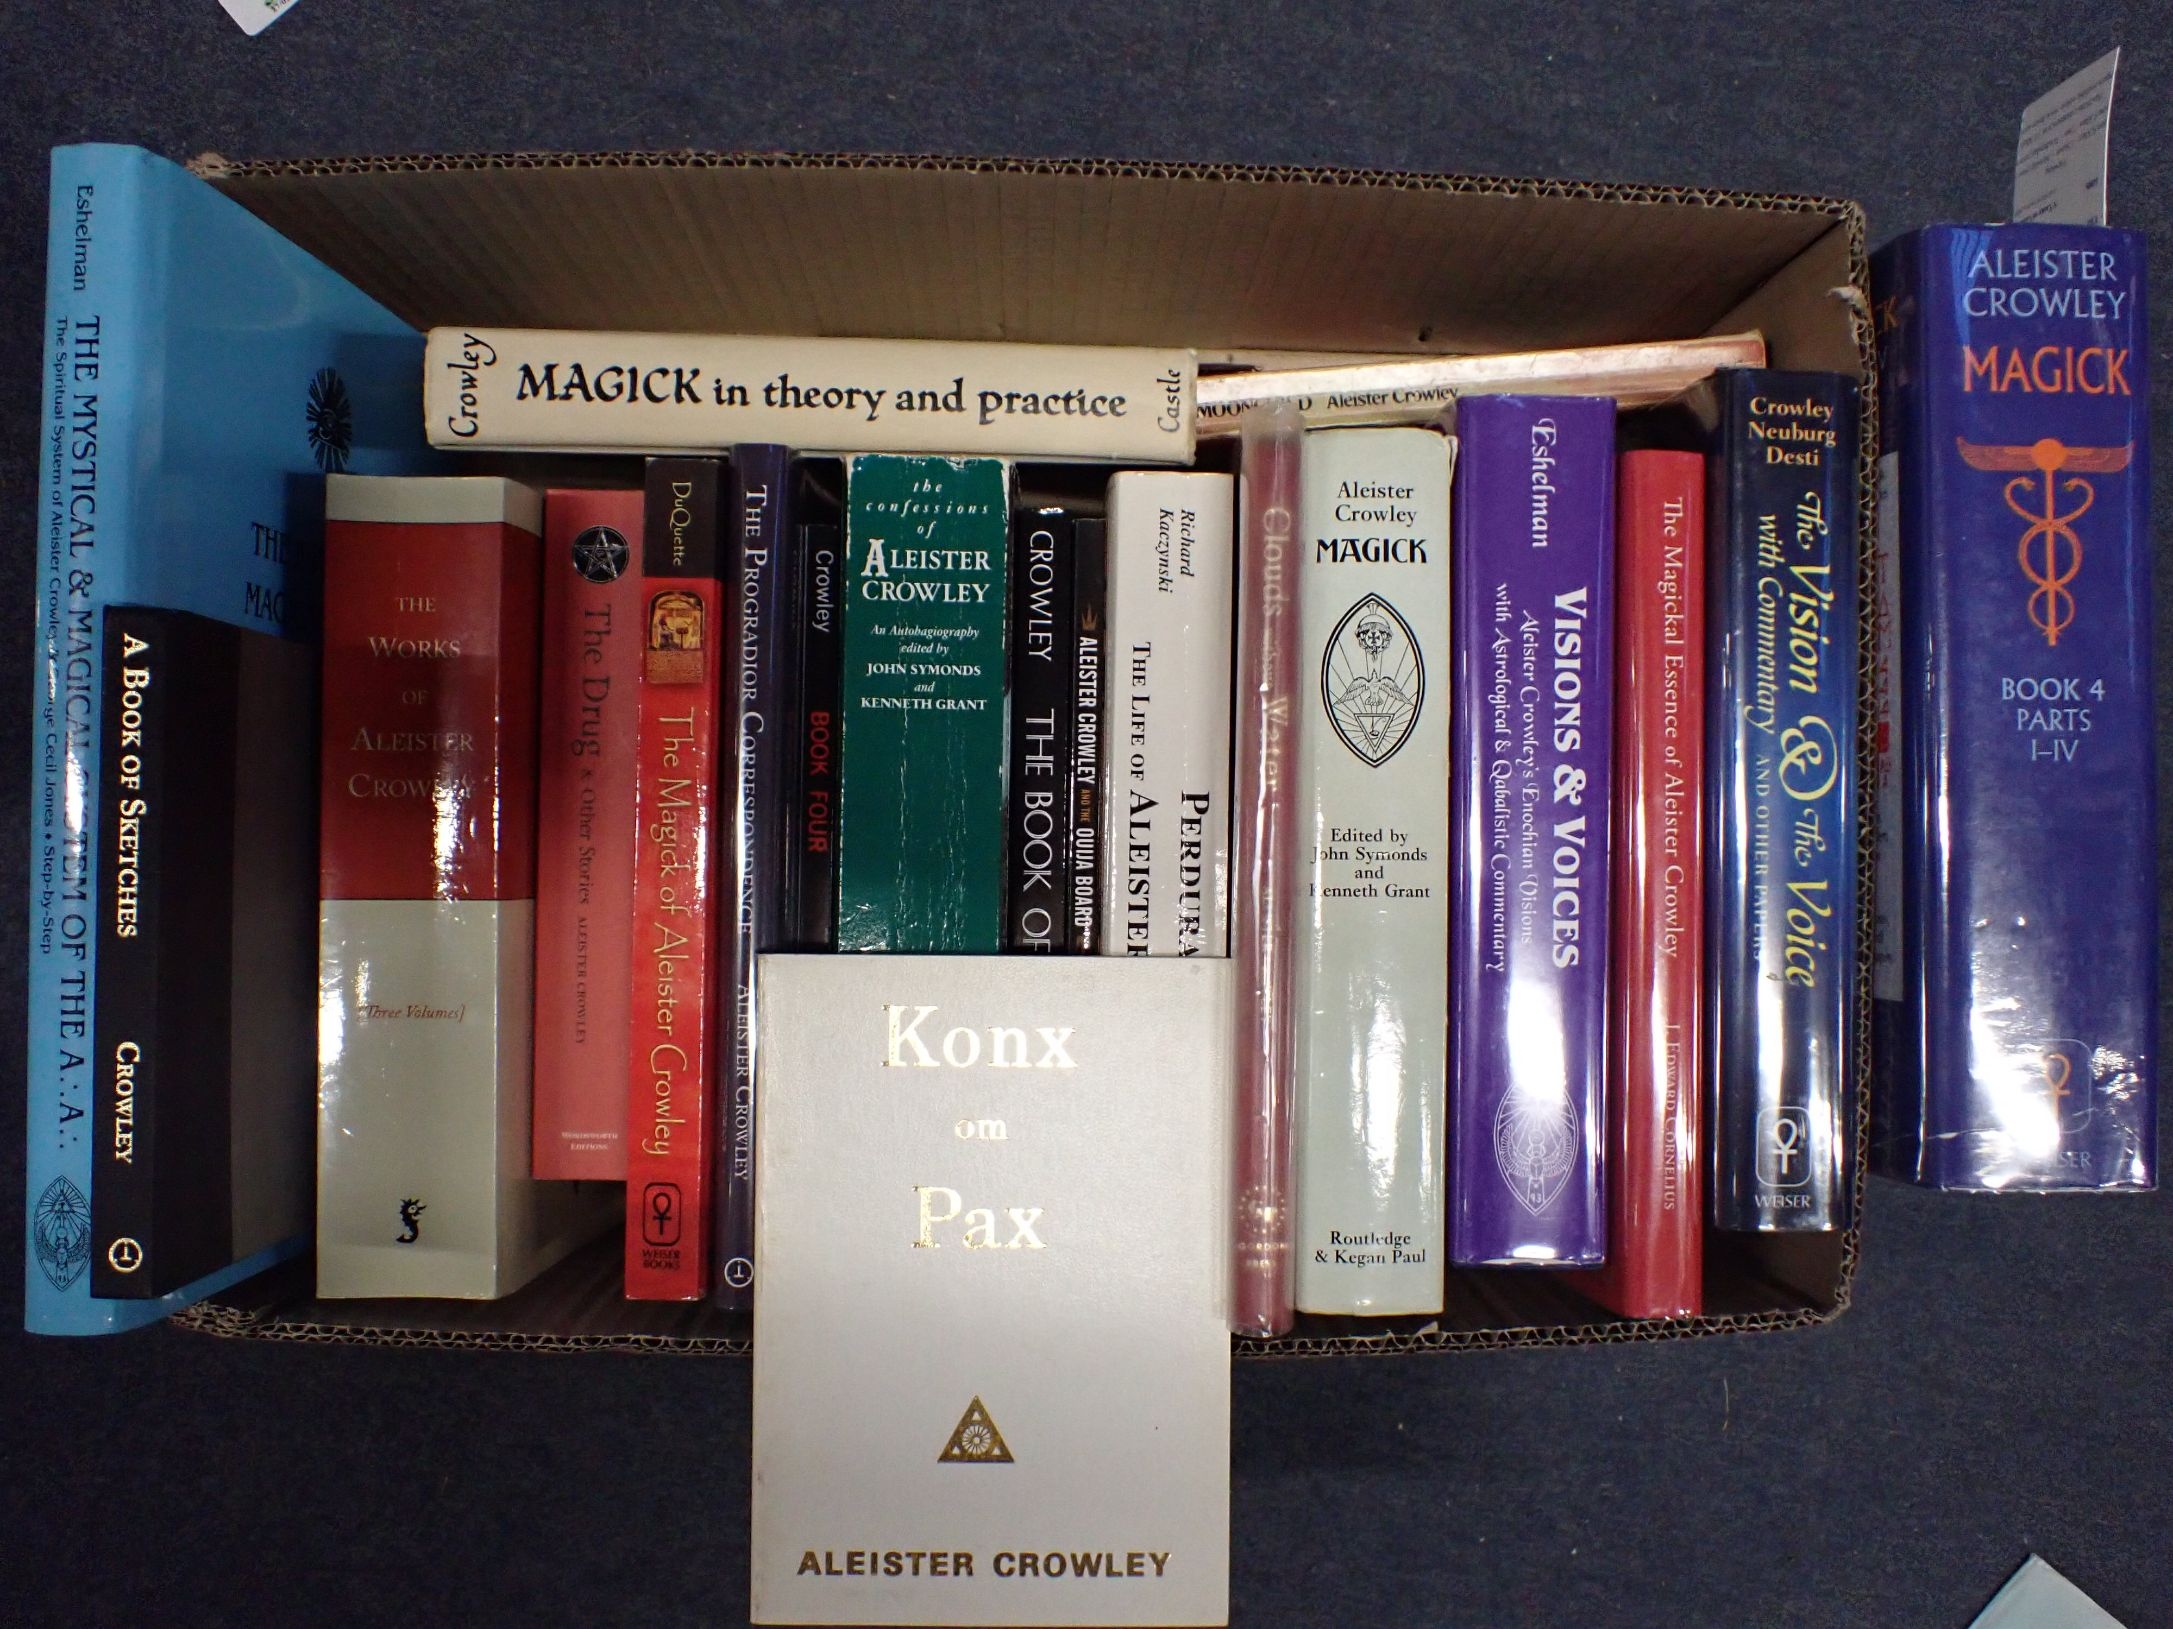 Eshelman
THE MYSTICAL & MAGICAL SYSTEM OF THE A∴A∴
The Spiritual System of Aleister Crowley & George Cecil Jones • Step-by-Step
THE
MAG
A BOOK OF SKETCHES
CROWLEY
THE
WORKS
OF
ALEISTER
CROWLEY
[Three Volumes]
The Drug & Other Stories ALEISTER CROWLEY
WORDSWORTH
EDITIONS
DuQuette
The Magick of Aleister Crowley
WEISER
BOOKS
THE PROGRADIOR CORRESPONDENCE ALEISTER CROWLEY
Crowley
BOOK FOUR
Crowley
MAGICK in theory and practice
Castle
the
confessions
of
ALEISTER
CROWLEY
An Autohagiography
edited by
JOHN SYMONDS
and
KENNETH GRANT
CROWLEY THE BOOK OF
ALEISTER CROWLEY AND THE OUIJA BOARD
Richard
Kaczynski
PERDURA
THE LIFE OF ALEISTER
Konx
om
Pax
ALEISTER CROWLEY
D Aleister Crowley
Clouds Water
Aleister
Crowley
MAGICK
Edited by
John Symonds
and
Kenneth Grant
Routledge
& Kegan Paul
Eshelman
VISIONS & VOICES
Aleister Crowley's Enochian Visions
with Astrological & Qabalistic Commentary
93
The Magickal Essence of Aleister Crowley
J. EDWARD CORNELIUS
Crowley
Neuburg
Desti
The Vision & The Voice
with Commentary AND OTHER PAPERS
WEISER
ALEISTER
CROWLEY
MAGICK
BOOK 4
PARTS
I–IV